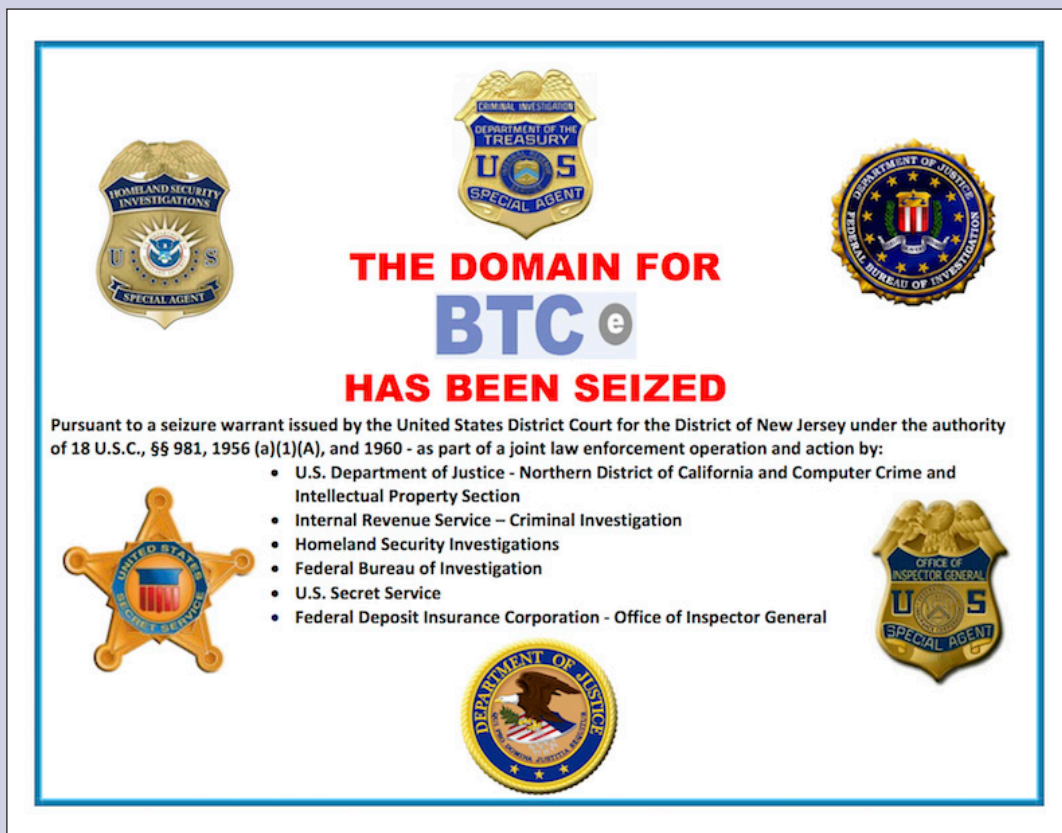 CRIMINAL INVESTIGATION
DEPARTMENT OF THE
TREASURY
U S
SPECIAL AGENT
HOMELAND SECURITY
INVESTIGATIONS
U S
SPECIAL AGENT
DEPARTMENT OF JUSTICE
FEDERAL BUREAU OF INVESTIGATION
THE DOMAIN FOR
BTC e
HAS BEEN SEIZED
Pursuant to a seizure warrant issued by the United States District Court for the District of New Jersey under the authority
of 18 U.S.C., §§ 981, 1956 (a)(1)(A), and 1960 - as part of a joint law enforcement operation and action by:
• U.S. Department of Justice - Northern District of California and Computer Crime and
Intellectual Property Section
• Internal Revenue Service – Criminal Investigation
• Homeland Security Investigations
• Federal Bureau of Investigation
• U.S. Secret Service
• Federal Deposit Insurance Corporation - Office of Inspector General
UNITED STATES
SECRET SERVICE
OFFICE OF
INSPECTOR GENERAL
U S
SPECIAL AGENT
DEPARTMENT OF JUSTICE
QUI PRO DOMINA JUSTITIA SEQUITUR